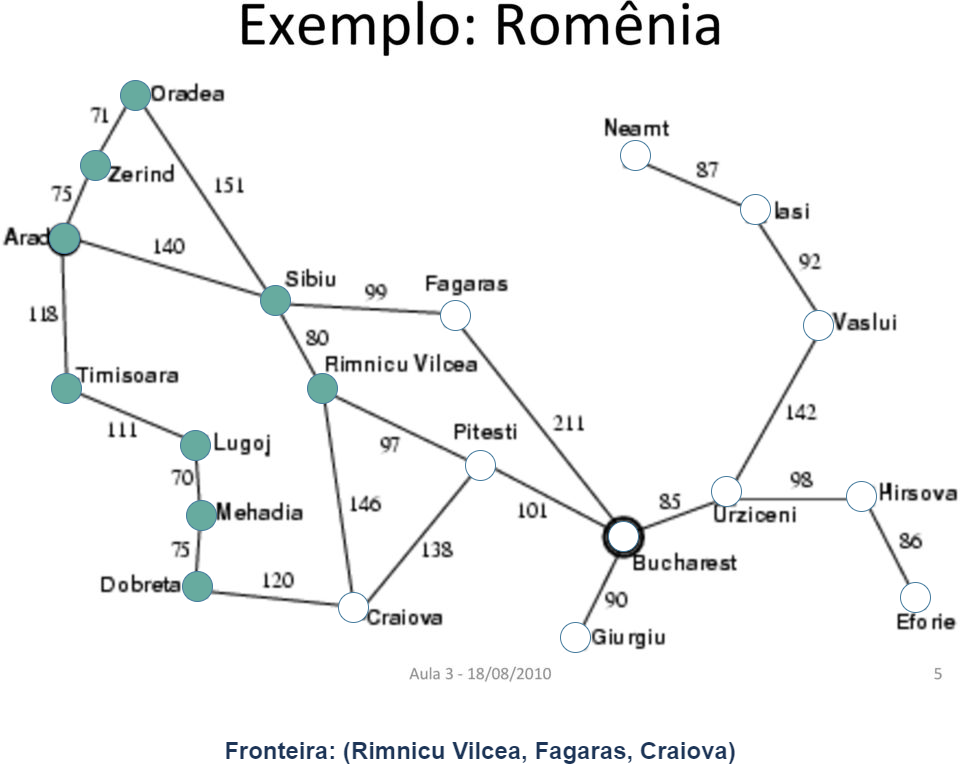 Exemplo: Romênia
Oradea
71
Neamt
87
Zerind
151
75
Iasi
Arad
140
92
Sibiu
99
Fagaras
118
80
Vaslui
Rimnicu Vilcea
Timisoara
142
211
111
97
Pitesti
Lugoj
70
98
Hirsova
146
101
85
Urziceni
Mehadia
86
75
138
Bucharest
Dobreta
120
90
Craiova
Eforie
Giurgiu
Aula 3 - 18/08/2010
5
Fronteira: (Rimnicu Vilcea, Fagaras, Craiova)